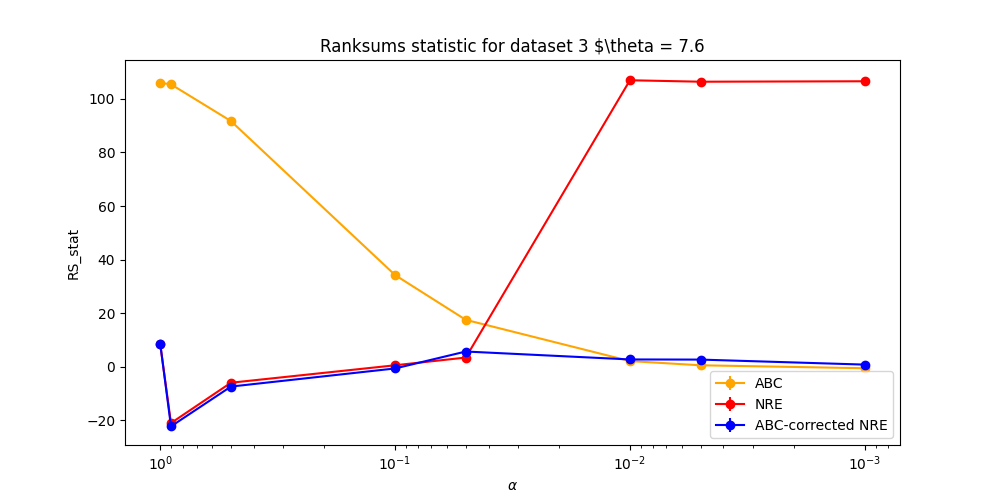 Ranksums statistic for dataset 3 $\theta = 7.6
RS_stat
100
80
60
40
20
0
−20
10⁰
10⁻¹
10⁻²
10⁻³
α
ABC
NRE
ABC-corrected NRE